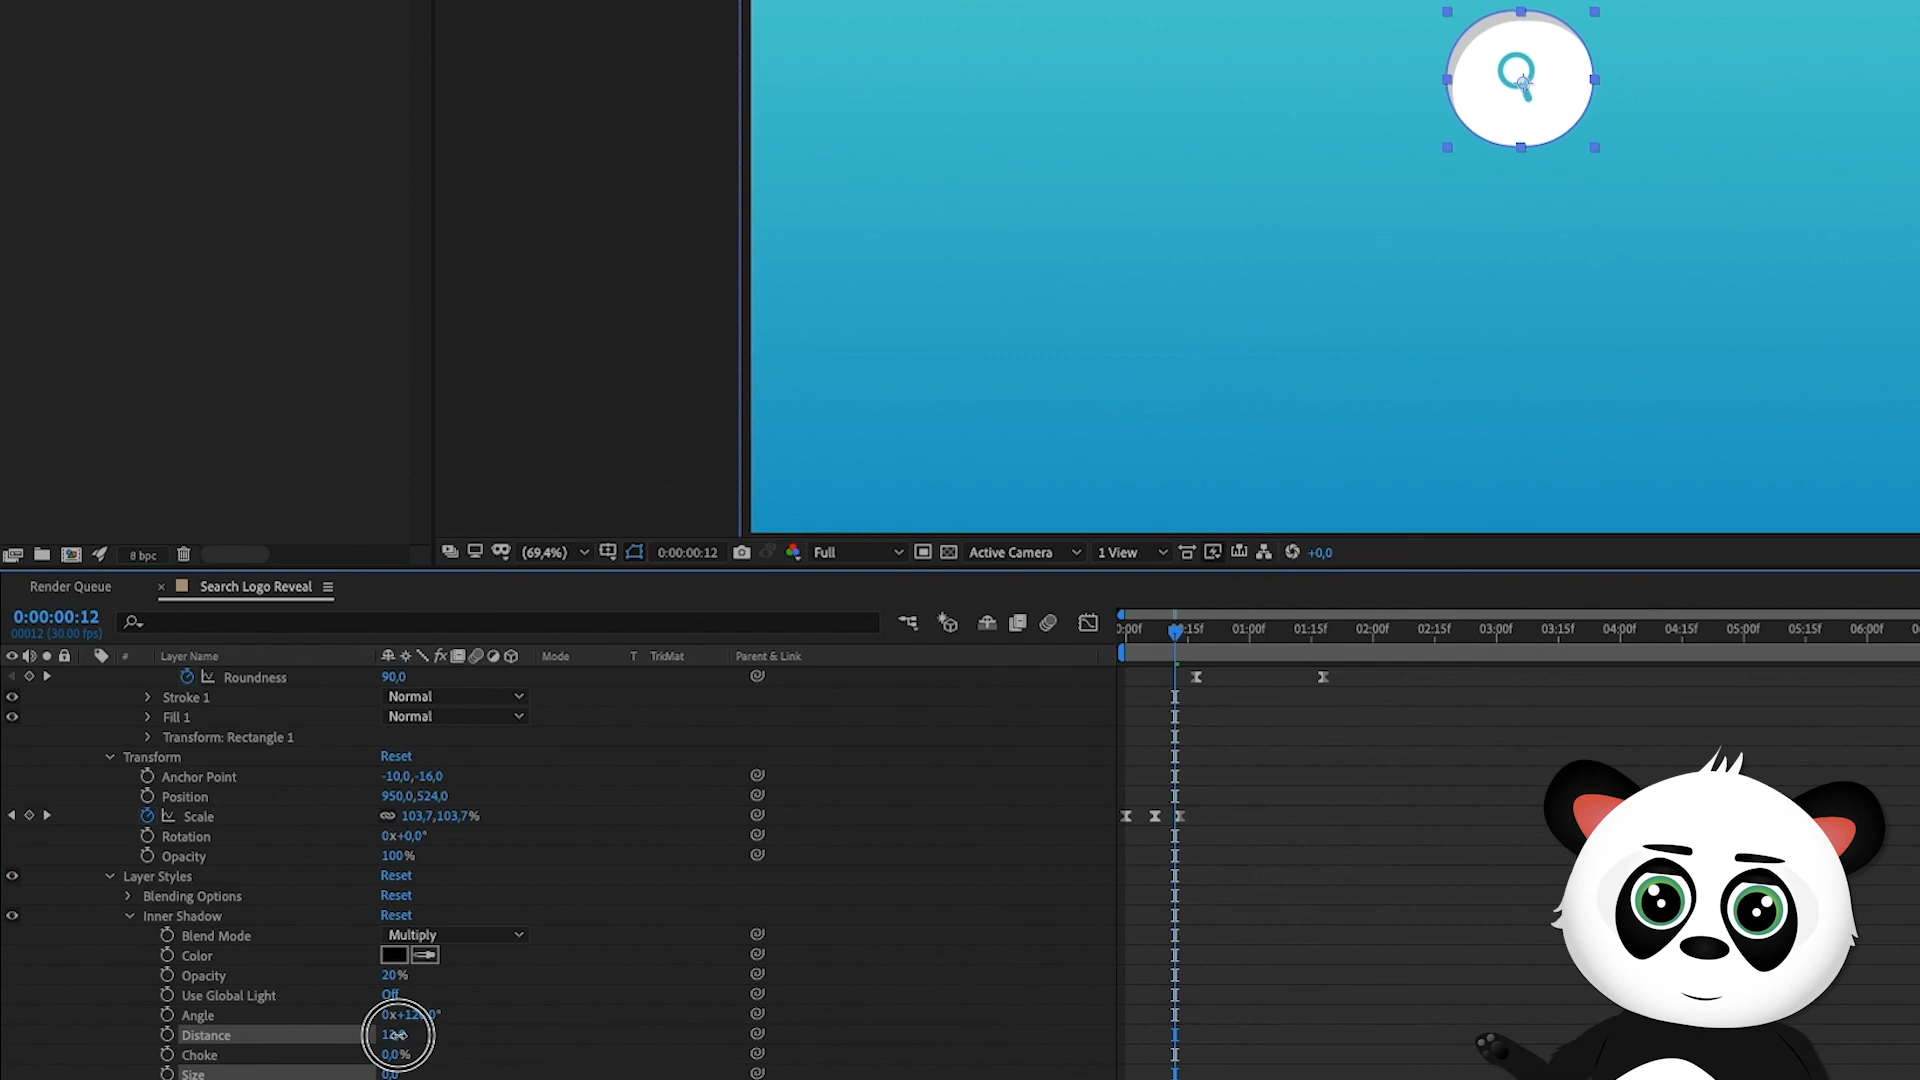 8 bpc
(69,4%)
0:00:00:12
Full
Active Camera
1 View
+0,0
Render Queue
× Search Logo Reveal
0:00:00:12
00012 (30.00 fps)
# Layer Name Mode T TrkMat Parent & Link
:00f 15f 01:00f 01:15f 02:00f 02:15f 03:00f 03:15f 04:00f 04:15f 05:00f 05:15f 06:00f
Roundness 90,0
Stroke 1 Normal
Fill 1 Normal
Transform: Rectangle 1
Transform Reset
Anchor Point -10,0,-16,0
Position 950,0,524,0
Scale 103,7,103,7%
Rotation 0x+0,0°
Opacity 100%
Layer Styles Reset
Blending Options Reset
Inner Shadow Reset
Blend Mode Multiply
Color
Opacity 20%
Use Global Light Off
Angle
Distance
Choke 0,0%
Size 0,0